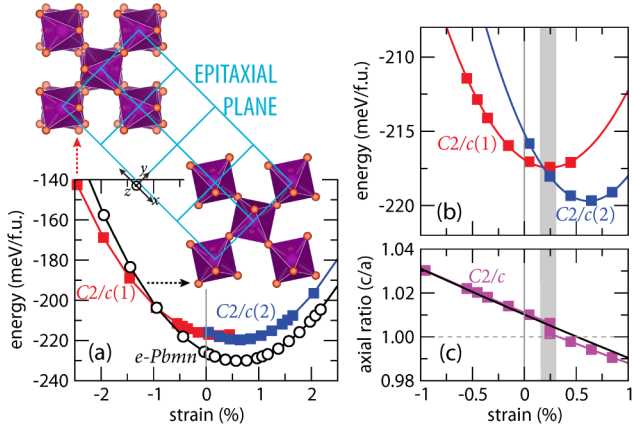 EPITAXIAL
PLANE
y
z
x
-140
-160
-180
-200
-220
-240
energy (meV/f.u.)
C2/c(1)
C2/c(2)
e-Pbmn
(a)
-2
-1
0
1
2
strain (%)
-210
-215
-220
energy (meV/f.u.)
C2/c(1)
C2/c(2)
(b)
1.04
1.02
1.00
0.98
axial ratio (c/a)
C2/c
(c)
-1
-0.5
0
0.5
1
strain (%)